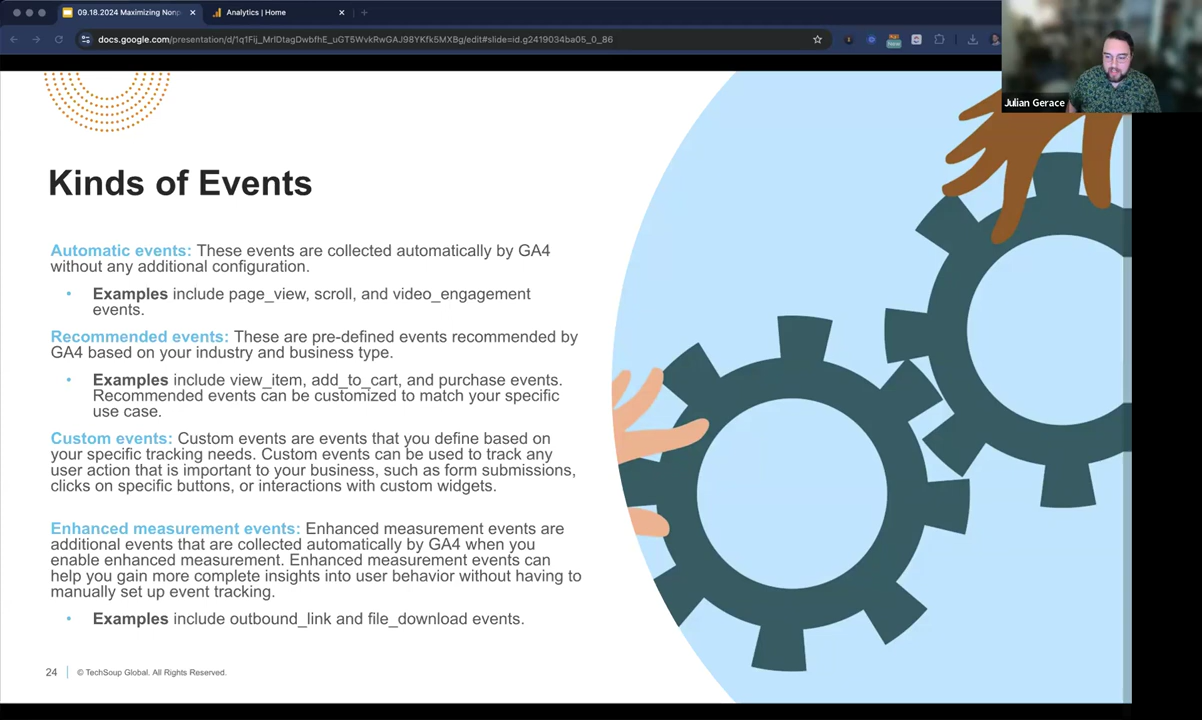 09.18.2024 Maximizing Nonp
Analytics | Home
docs.google.com/presentation/d/1q1Fij_MrlDtagDwbfhE_uGT5WvkRwGAJ98YKfk5MXBg/edit#slide=id.g2419034ba05_0_86
Julian Gerace
Kinds of Events
Automatic events: These events are collected automatically by GA4
without any additional configuration.
• Examples include page_view, scroll, and video_engagement
events.
Recommended events: These are pre-defined events recommended by
GA4 based on your industry and business type.
• Examples include view_item, add_to_cart, and purchase events.
Recommended events can be customized to match your specific
use case.
Custom events: Custom events are events that you define based on
your specific tracking needs. Custom events can be used to track any
user action that is important to your business, such as form submissions,
clicks on specific buttons, or interactions with custom widgets.
Enhanced measurement events: Enhanced measurement events are
additional events that are collected automatically by GA4 when you
enable enhanced measurement. Enhanced measurement events can
help you gain more complete insights into user behavior without having to
manually set up event tracking.
• Examples include outbound_link and file_download events.
24 | © TechSoup Global. All Rights Reserved.